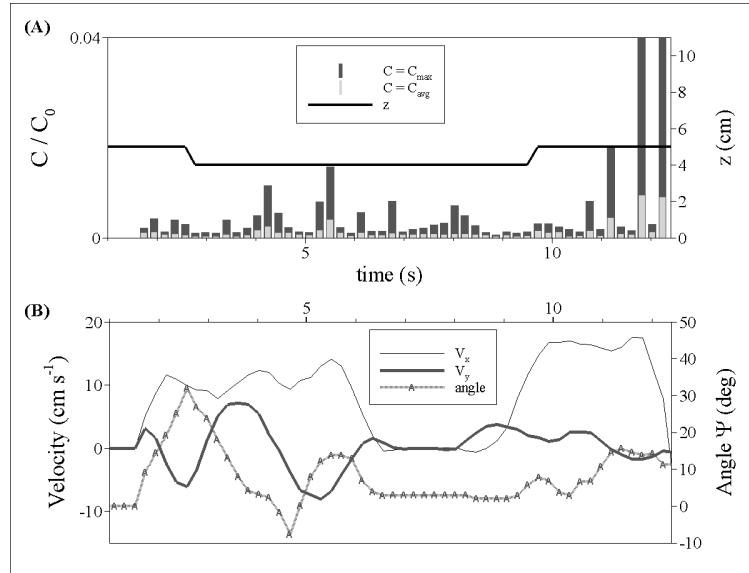 (A)
0.04
0
C / C0
C = Cmax
C = Cavg
z
10
8
6
4
2
0
z (cm)
5
10
time (s)
(B)
5
10
20
10
0
-10
Velocity (cm s-1)
Vx
Vy
A angle
50
40
30
20
10
0
-10
Angle Ψ (deg)